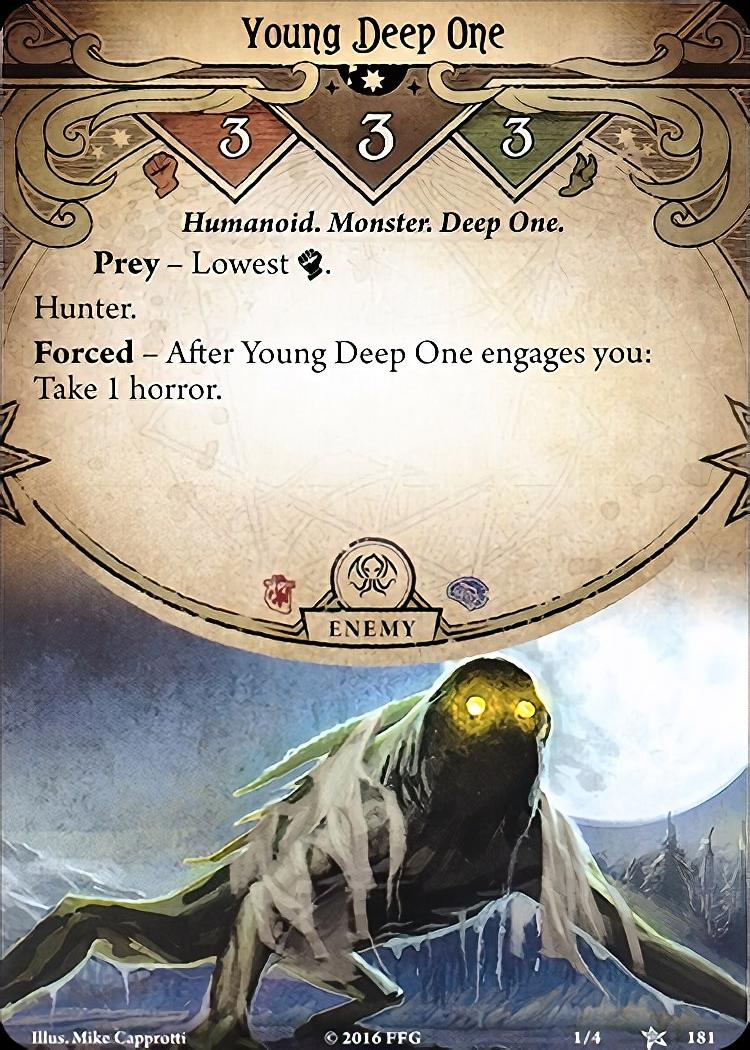 Young Deep One
3 3 3
Humanoid. Monster. Deep One.
Prey – Lowest .
Hunter.
Forced – After Young Deep One engages you:
Take 1 horror.
ENEMY
Illus. Mike Capprotti © 2016 FFG 1/4 181